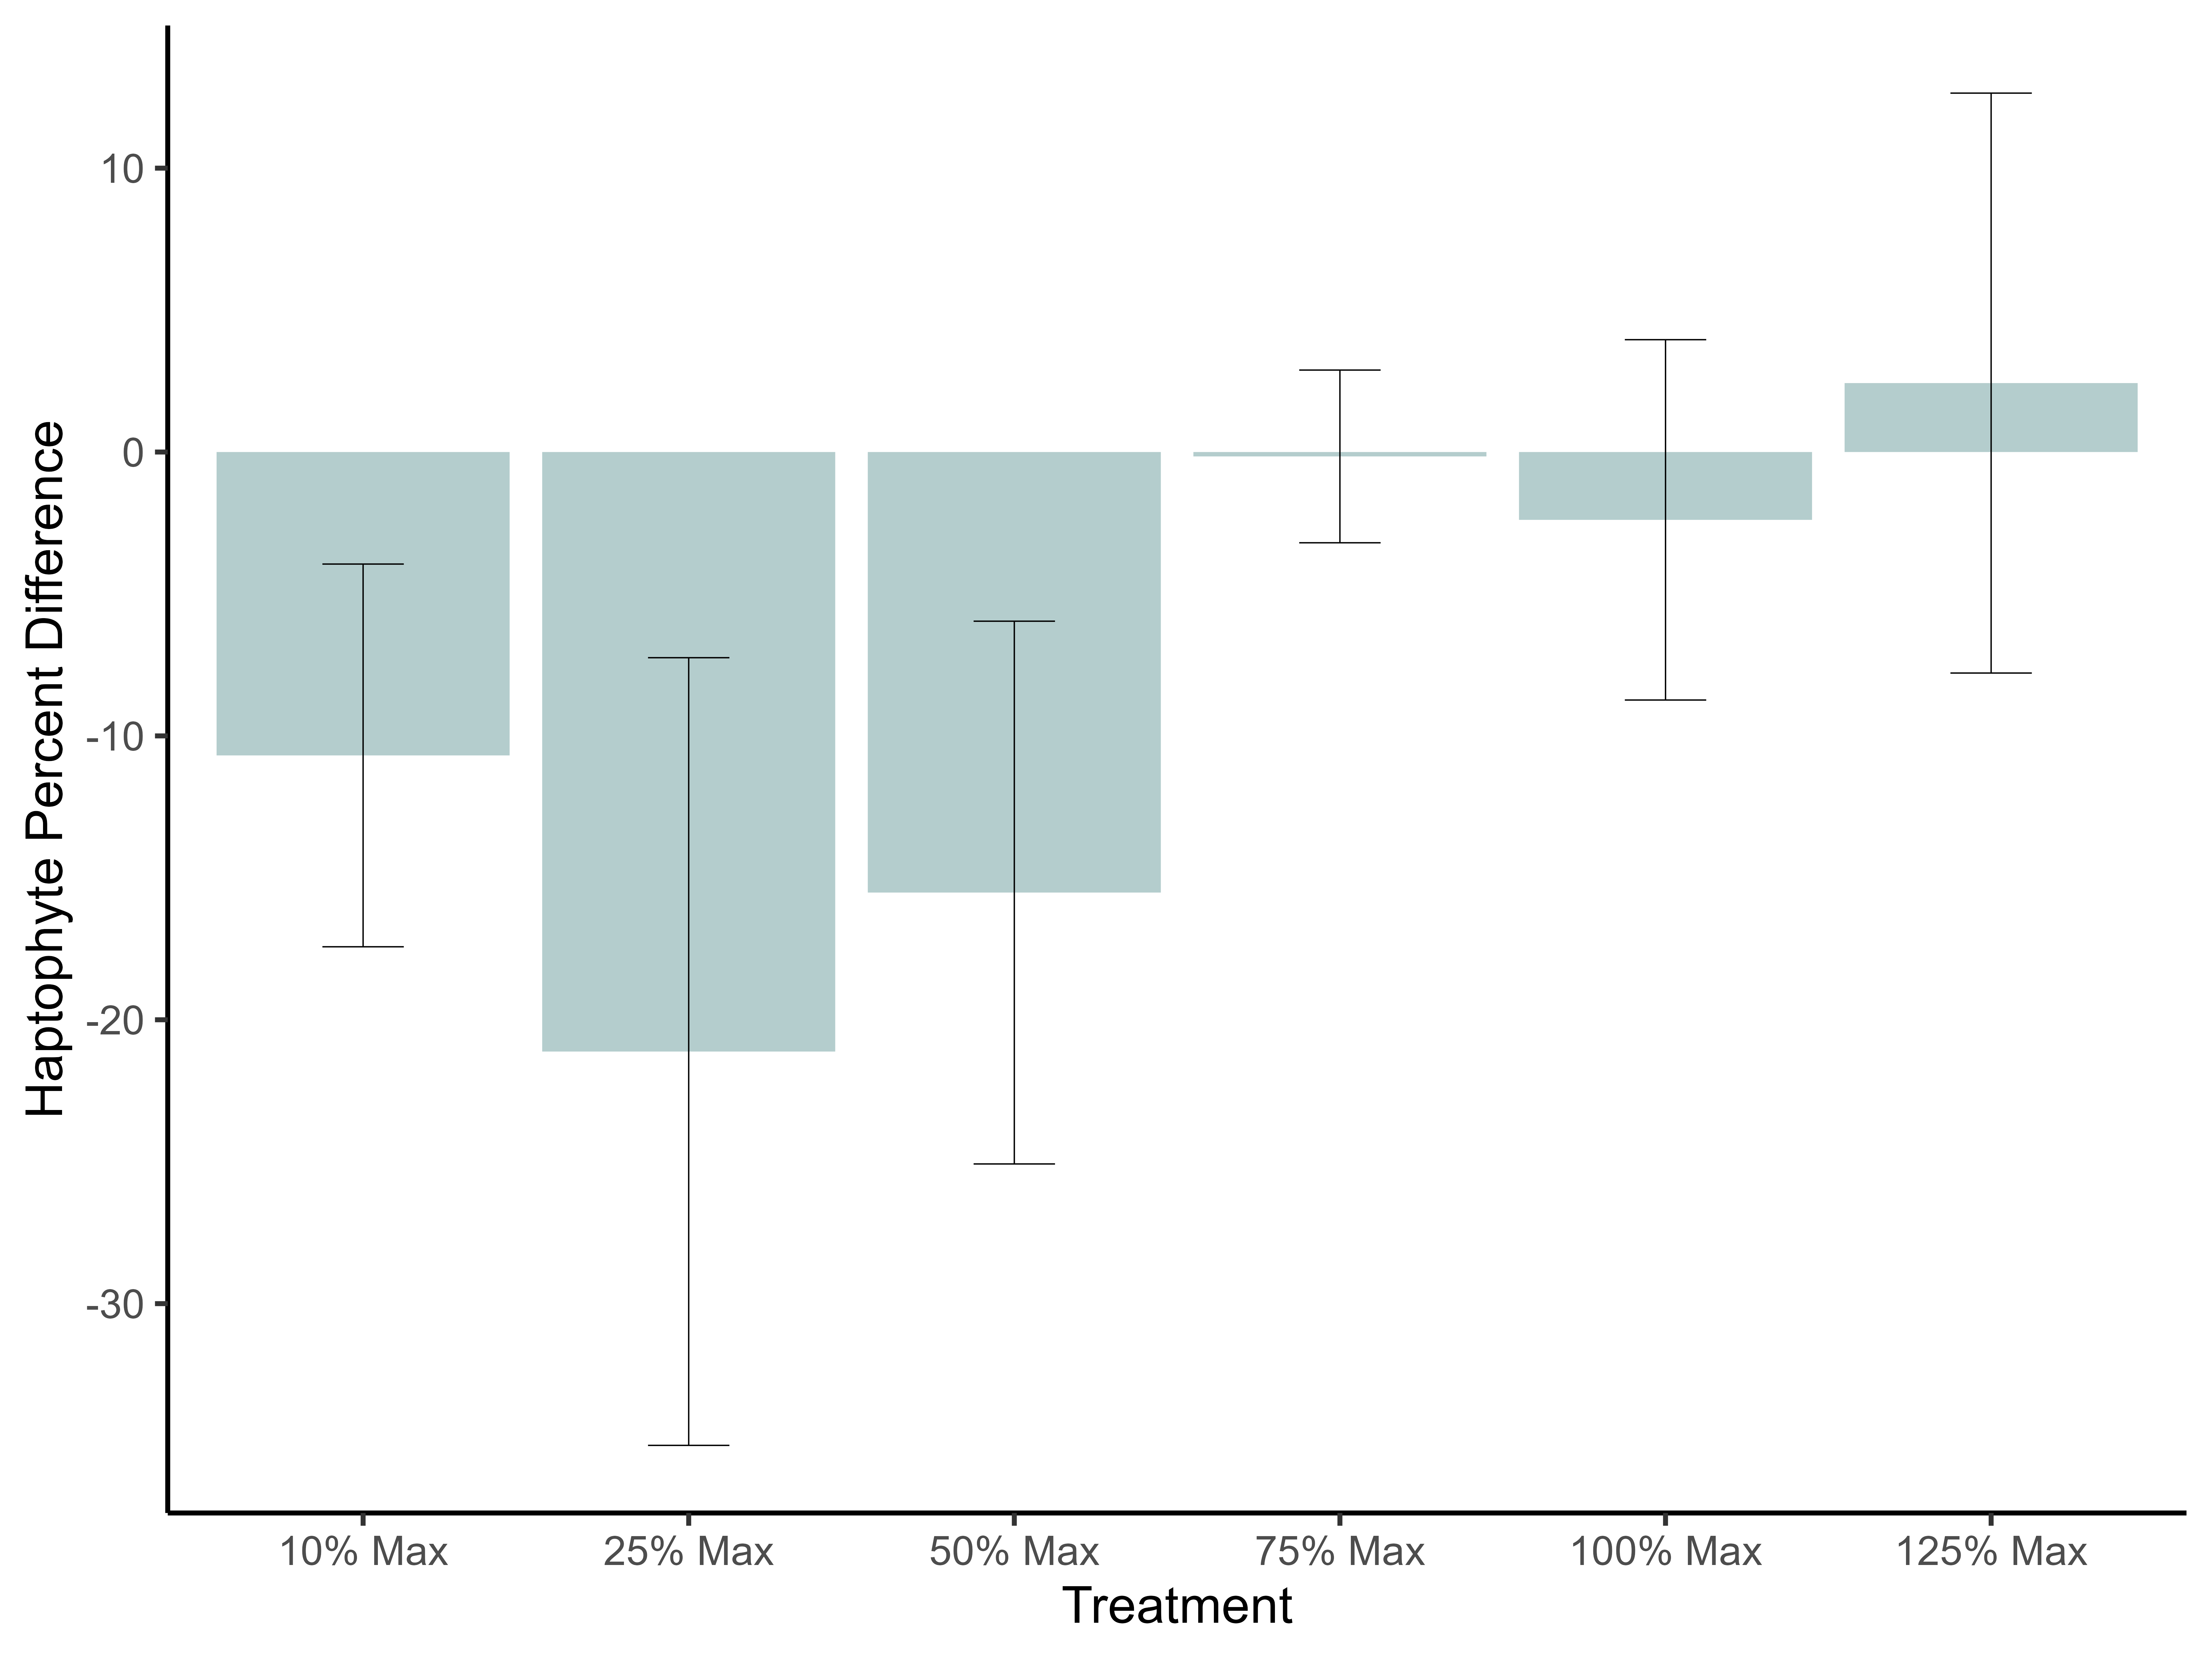 Haptophyte Percent Difference
10
0
-10
-20
-30
10% Max
25% Max
50% Max
75% Max
100% Max
125% Max
Treatment